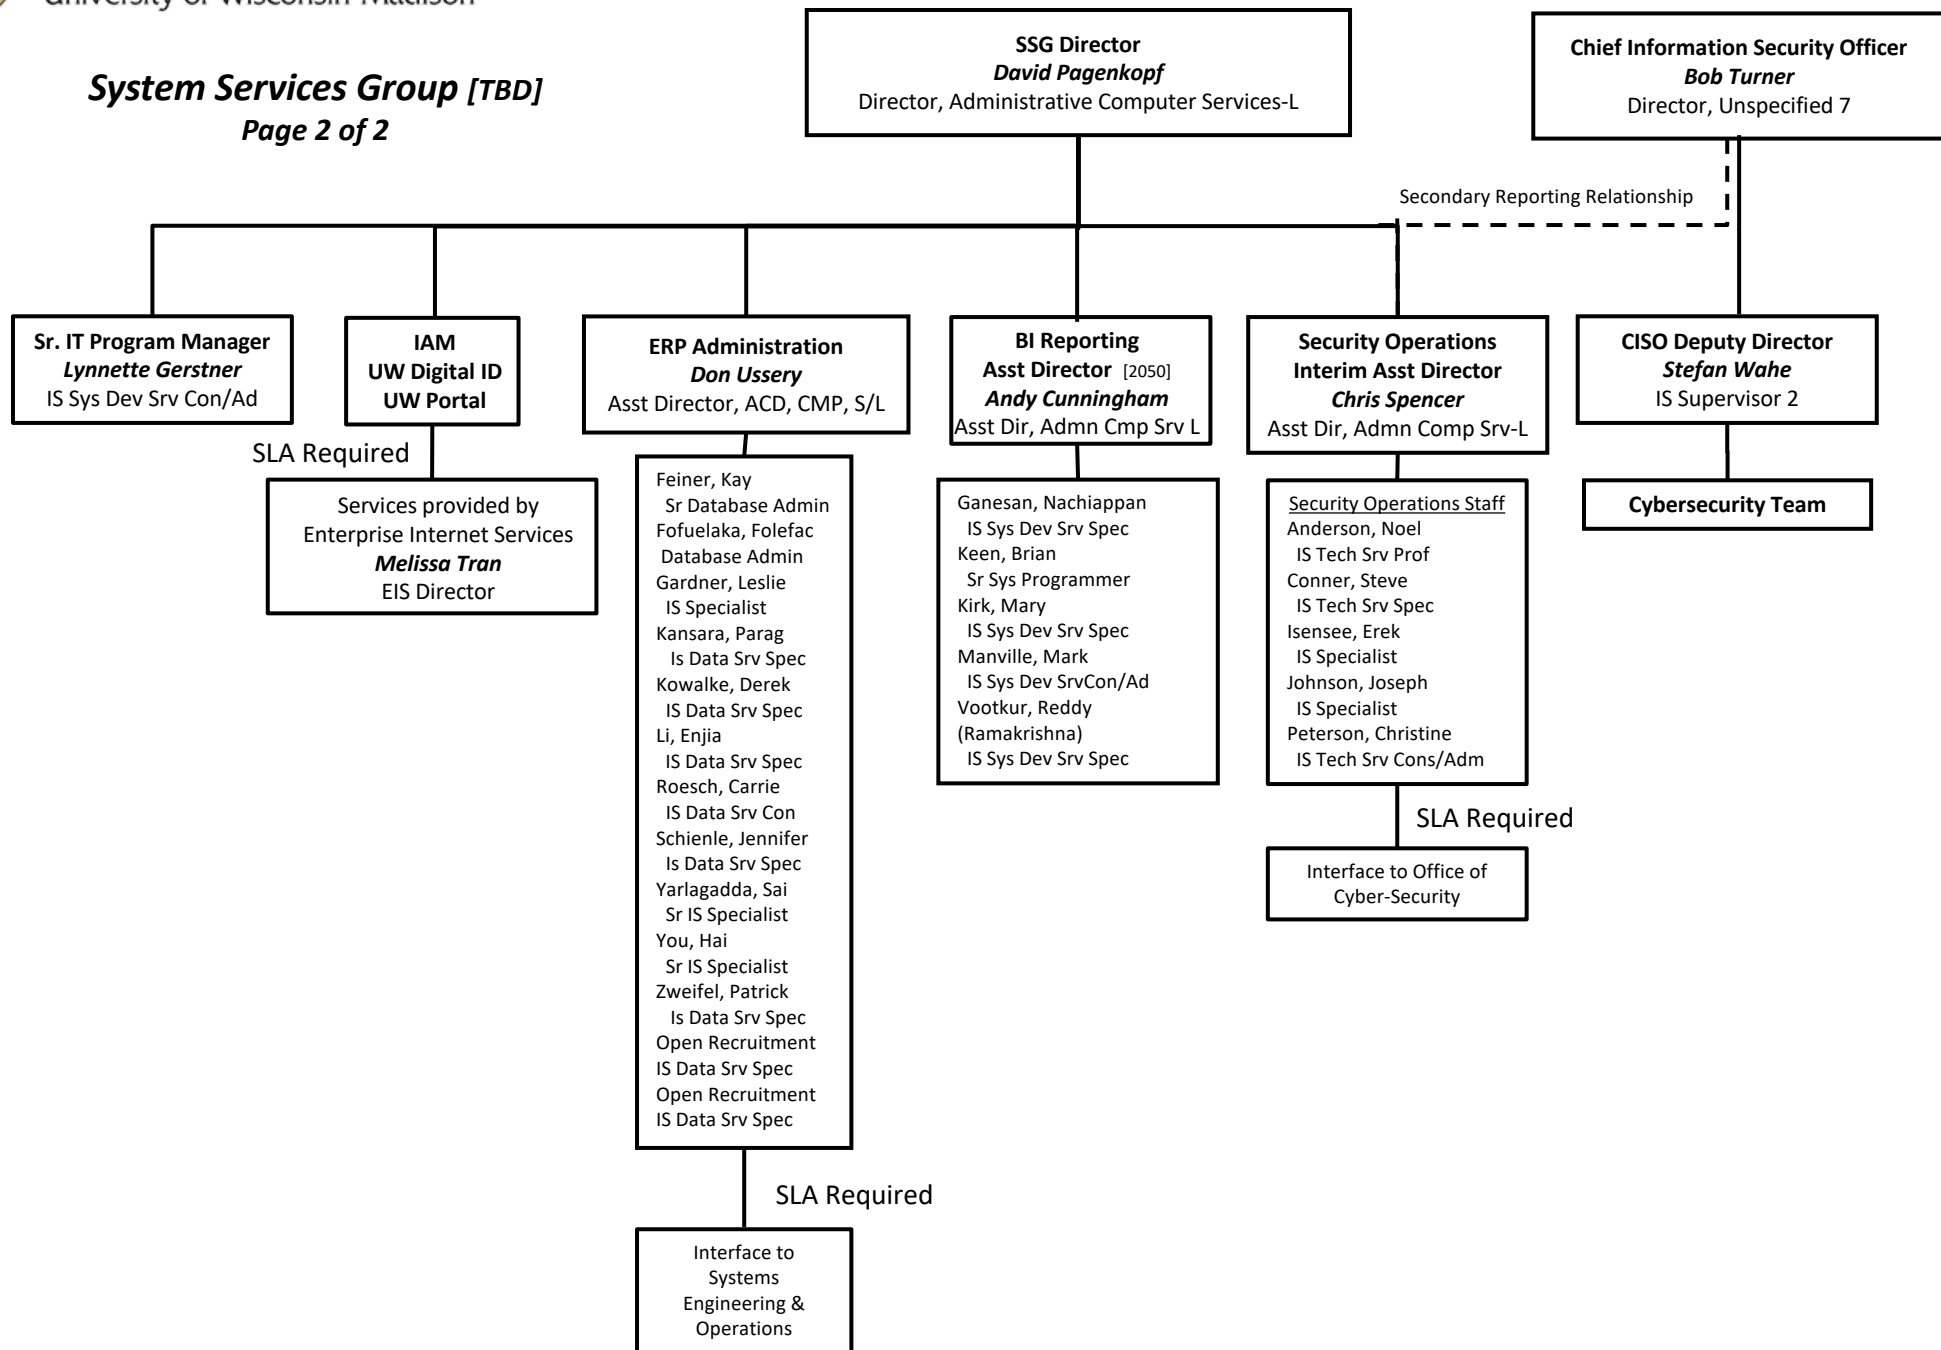 University of Wisconsin-Madison
System Services Group [TBD]
Page 2 of 2
SSG Director
David Pagenkopf
Director, Administrative Computer Services-L
Chief Information Security Officer
Bob Turner
Director, Unspecified 7
Secondary Reporting Relationship
Sr. IT Program Manager
Lynnette Gerstner
IS Sys Dev Srv Con/Ad
IAM
UW Digital ID
UW Portal
SLA Required
Services provided by
Enterprise Internet Services
Melissa Tran
EIS Director
ERP Administration
Don Ussery
Asst Director, ACD, CMP, S/L
Feiner, Kay
Sr Database Admin
Fofuelaka, Folefac
Database Admin
Gardner, Leslie
IS Specialist
Kansara, Parag
Is Data Srv Spec
Kowalke, Derek
IS Data Srv Spec
Li, Enjia
IS Data Srv Spec
Roesch, Carrie
IS Data Srv Con
Schienle, Jennifer
Is Data Srv Spec
Yarlagadda, Sai
Sr IS Specialist
You, Hai
Sr IS Specialist
Zweifel, Patrick
Is Data Srv Spec
Open Recruitment
IS Data Srv Spec
Open Recruitment
IS Data Srv Spec
SLA Required
Interface to
Systems
Engineering &
Operations
BI Reporting
Asst Director [2050]
Andy Cunningham
Asst Dir, Admn Cmp Srv L
Ganesan, Nachiappan
IS Sys Dev Srv Spec
Keen, Brian
Sr Sys Programmer
Kirk, Mary
IS Sys Dev Srv Spec
Manville, Mark
IS Sys Dev SrvCon/Ad
Vootkur, Reddy
(Ramakrishna)
IS Sys Dev Srv Spec
Security Operations
Interim Asst Director
Chris Spencer
Asst Dir, Admn Comp Srv-L
Security Operations Staff
Anderson, Noel
IS Tech Srv Prof
Conner, Steve
IS Tech Srv Spec
Isensee, Erek
IS Specialist
Johnson, Joseph
IS Specialist
Peterson, Christine
IS Tech Srv Cons/Adm
SLA Required
Interface to Office of
Cyber-Security
CISO Deputy Director
Stefan Wahe
IS Supervisor 2
Cybersecurity Team